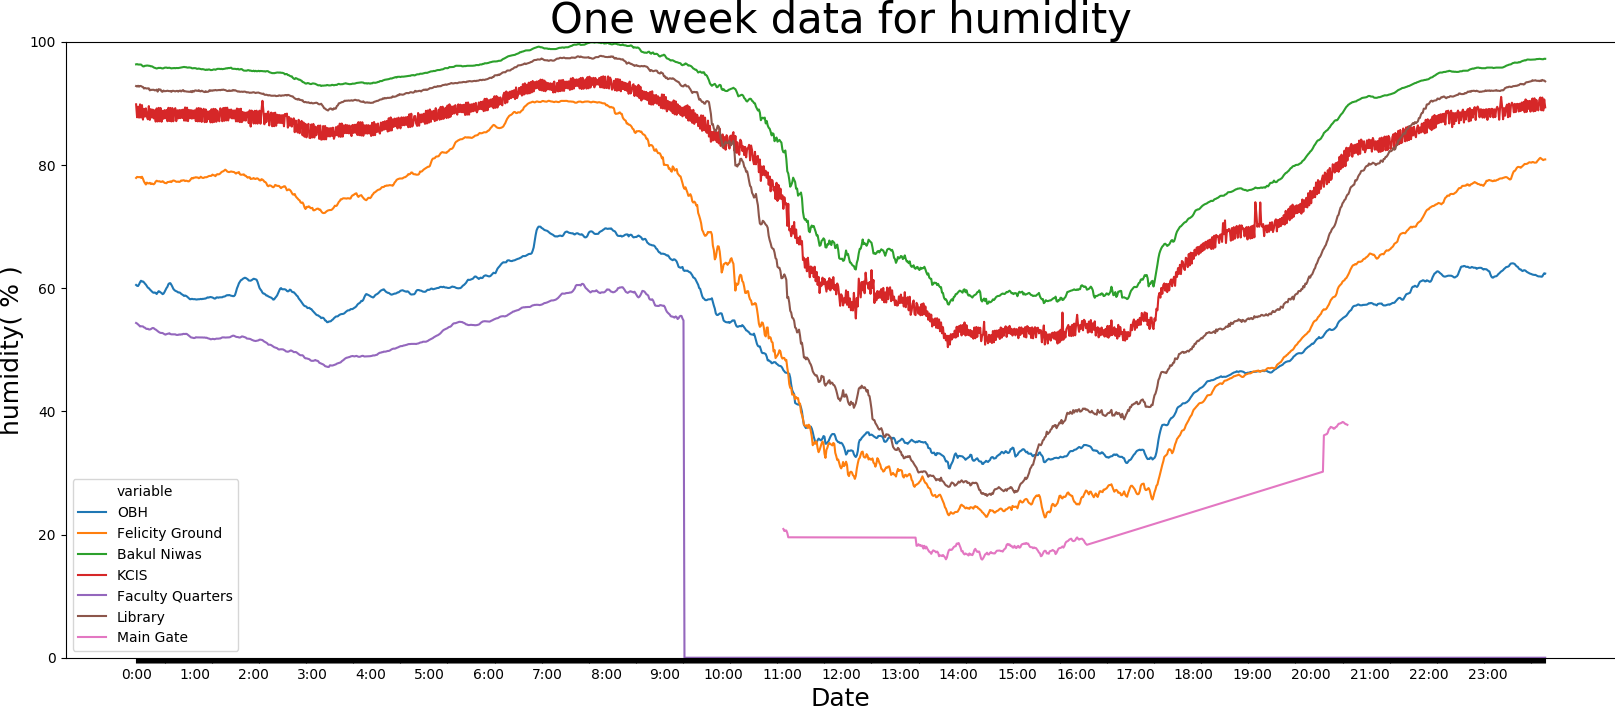 One week data for humidity
humidity( % )
100
80
60
40
20
0
variable
OBH
Felicity Ground
Bakul Niwas
KCIS
Faculty Quarters
Library
Main Gate
0:00 1:00 2:00 3:00 4:00 5:00 6:00 7:00 8:00 9:00 10:00 11:00 12:00 13:00 14:00 15:00 16:00 17:00 18:00 19:00 20:00 21:00 22:00 23:00
Date